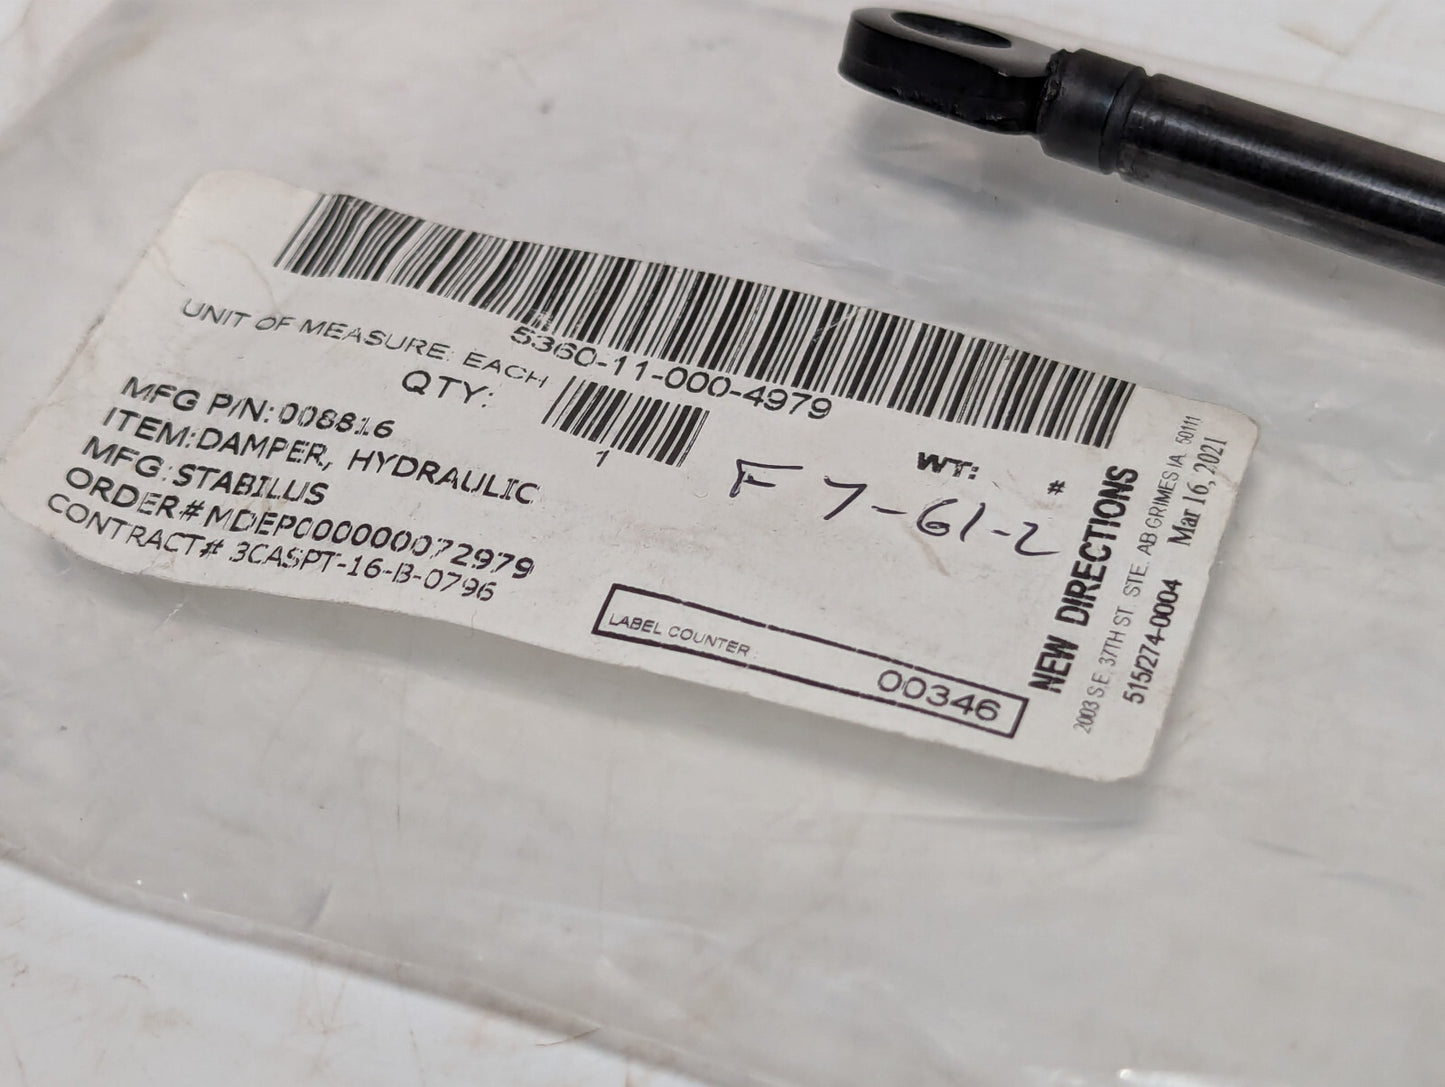 5360-11-000-4979
UNIT OF MEASURE: EACH
QTY:
1
MFG P/N: 008816
ITEM: DAMPER, HYDRAULIC
MFG: STABILUS
ORDER# MDEP000000072979
CONTRACT# 3CASPT-16-B-0796
WT: #
F 7-61-2
LABEL COUNTER:
00346
NEW DIRECTIONS
2003 S.E. 37TH ST STE. AB GRIMES IA. 50111
515/274-0004 Mar 16, 2021